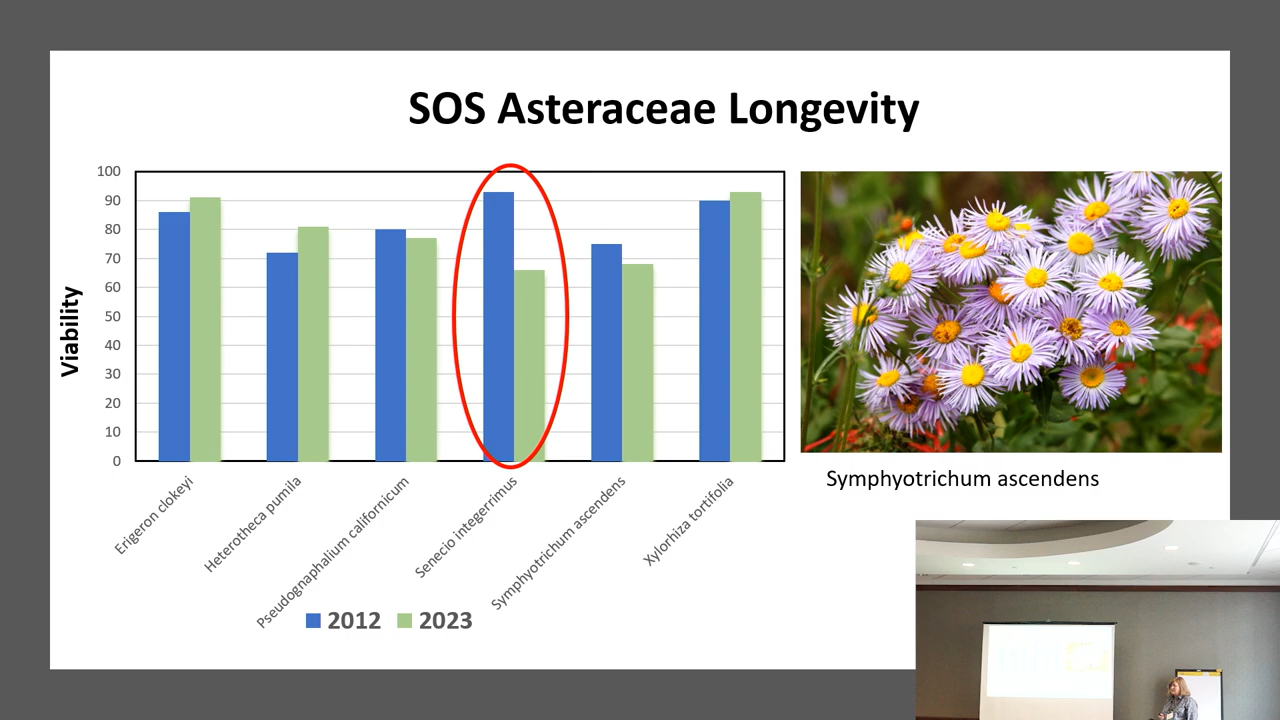 SOS Asteraceae Longevity
Viability
100
90
80
70
60
50
40
30
20
10
0
Erigeron clokeyi
Heterotheca pumila
Pseudognaphalium californicum
Senecio integerrimus
Symphyotrichum ascendens
Xylorhiza tortifolia
2012
2023
Symphyotrichum ascendens